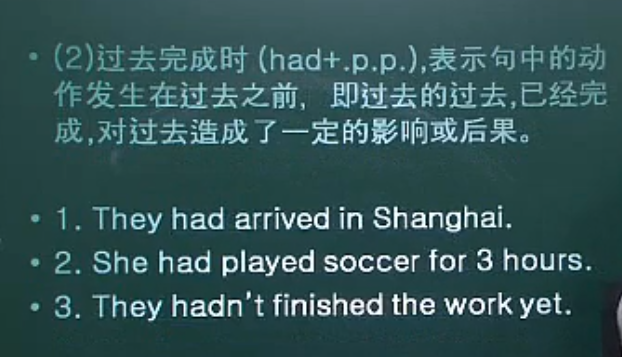 • (2)过去完成时 (had+.p.p.),表示句中的动
作发生在过去之前, 即过去的过去,已经完
成,对过去造成了一定的影响或后果。
• 1. They had arrived in Shanghai.
• 2. She had played soccer for 3 hours.
• 3. They hadn't finished the work yet.